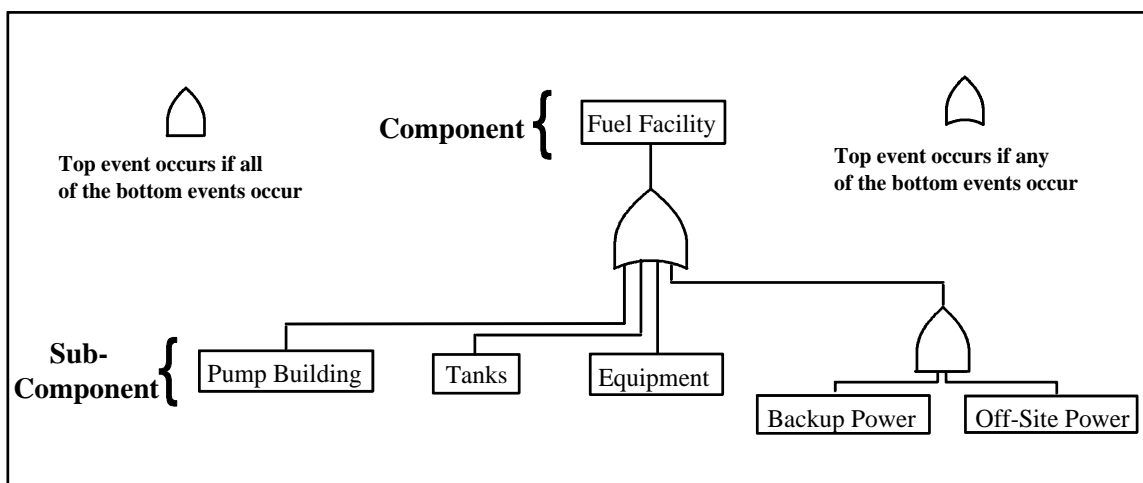 Component
Fuel Facility
Top event occurs if all
of the bottom events occur
Top event occurs if any
of the bottom events occur
Sub-
Component
Pump Building
Tanks
Equipment
Backup Power
Off-Site Power